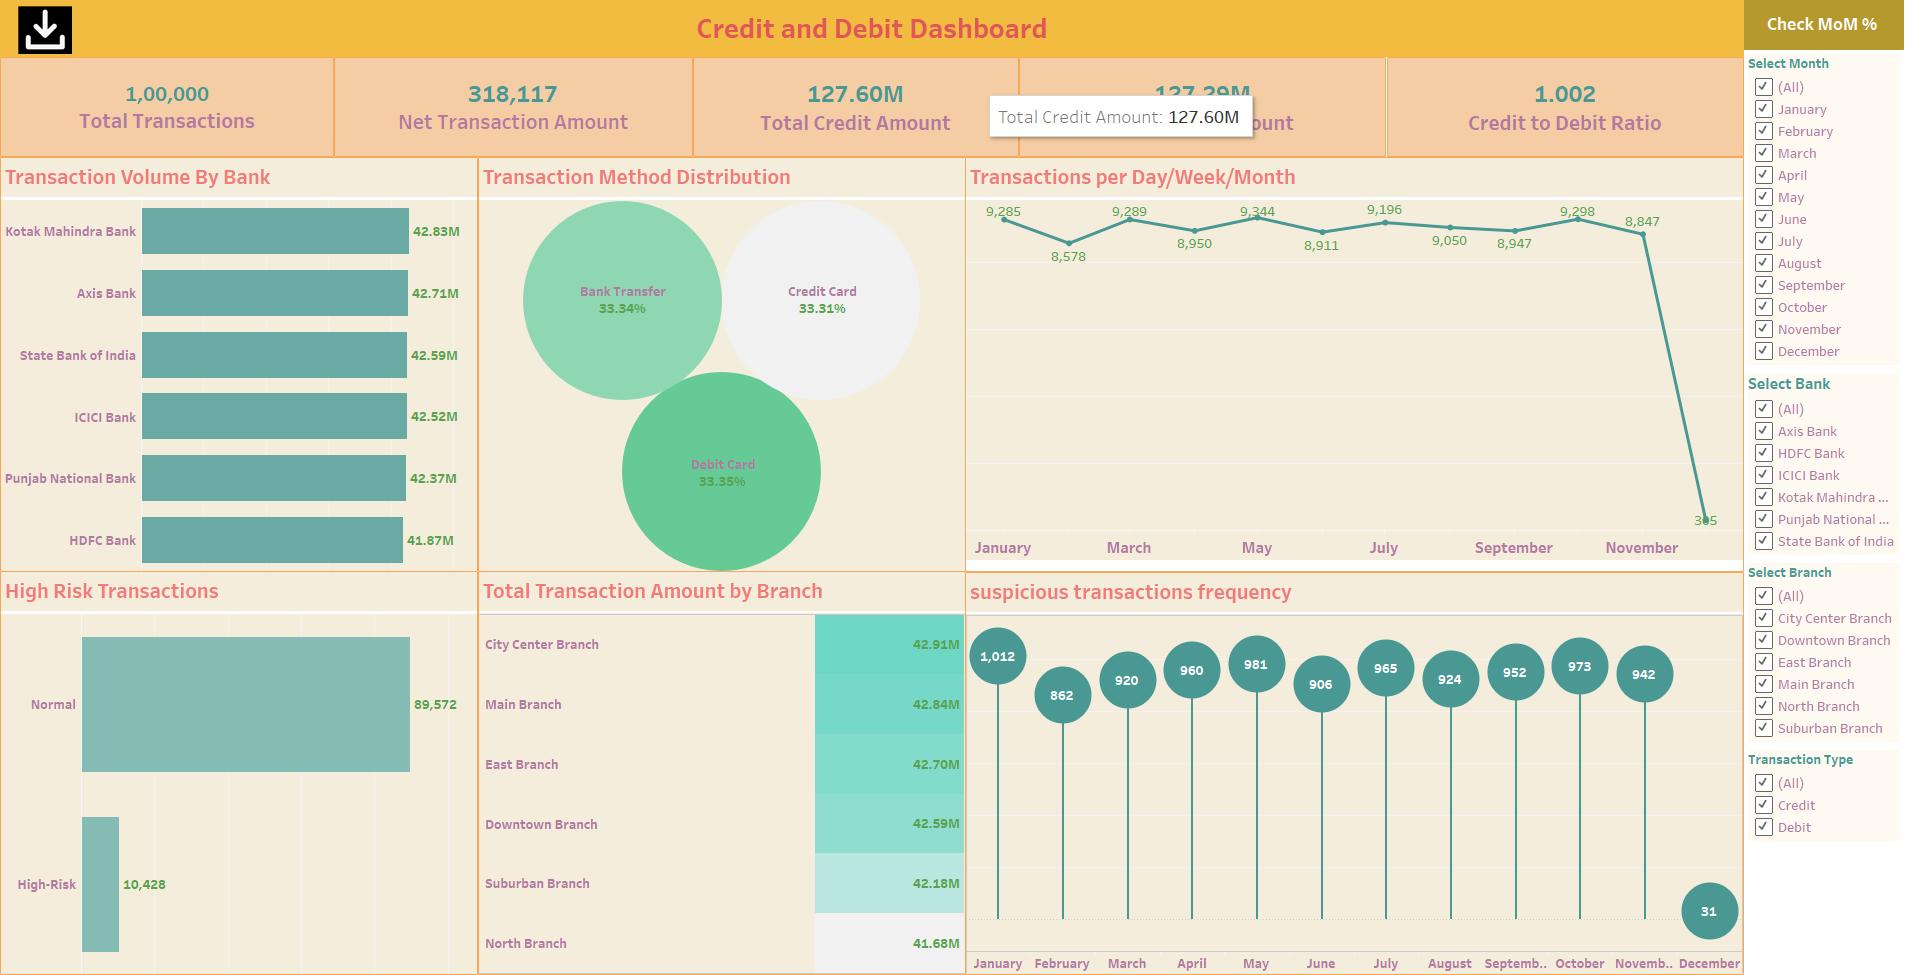 Credit and Debit Dashboard
Check MoM %
1,00,000
Total Transactions
318,117
Net Transaction Amount
127.60M
Total Credit Amount
Total Credit Amount: 127.60M
1.002
Credit to Debit Ratio
Transaction Volume By Bank
Kotak Mahindra Bank 42.83M
Axis Bank 42.71M
State Bank of India 42.59M
ICICI Bank 42.52M
Punjab National Bank 42.37M
HDFC Bank 41.87M
Transaction Method Distribution
Bank Transfer
33.34%
Credit Card
33.31%
Debit Card
33.35%
Transactions per Day/Week/Month
9,285
8,578
9,289
8,950
9,344
8,911
9,196
9,050
8,947
9,298
8,847
January March May July September November
High Risk Transactions
Normal 89,572
High-Risk 10,428
Total Transaction Amount by Branch
City Center Branch 42.91M
Main Branch 42.84M
East Branch 42.70M
Downtown Branch 42.59M
Suburban Branch 42.18M
North Branch 41.68M
suspicious transactions frequency
1,012 862 920 960 981 906 965 924 952 973 942 31
January February March April May June July August Septemb.. October Novemb.. December
Select Month
(All)
January
February
March
April
May
June
July
August
September
October
November
December
Select Bank
(All)
Axis Bank
HDFC Bank
ICICI Bank
Kotak Mahindra ...
Punjab National ...
State Bank of India
Select Branch
(All)
City Center Branch
Downtown Branch
East Branch
Main Branch
North Branch
Suburban Branch
Transaction Type
(All)
Credit
Debit